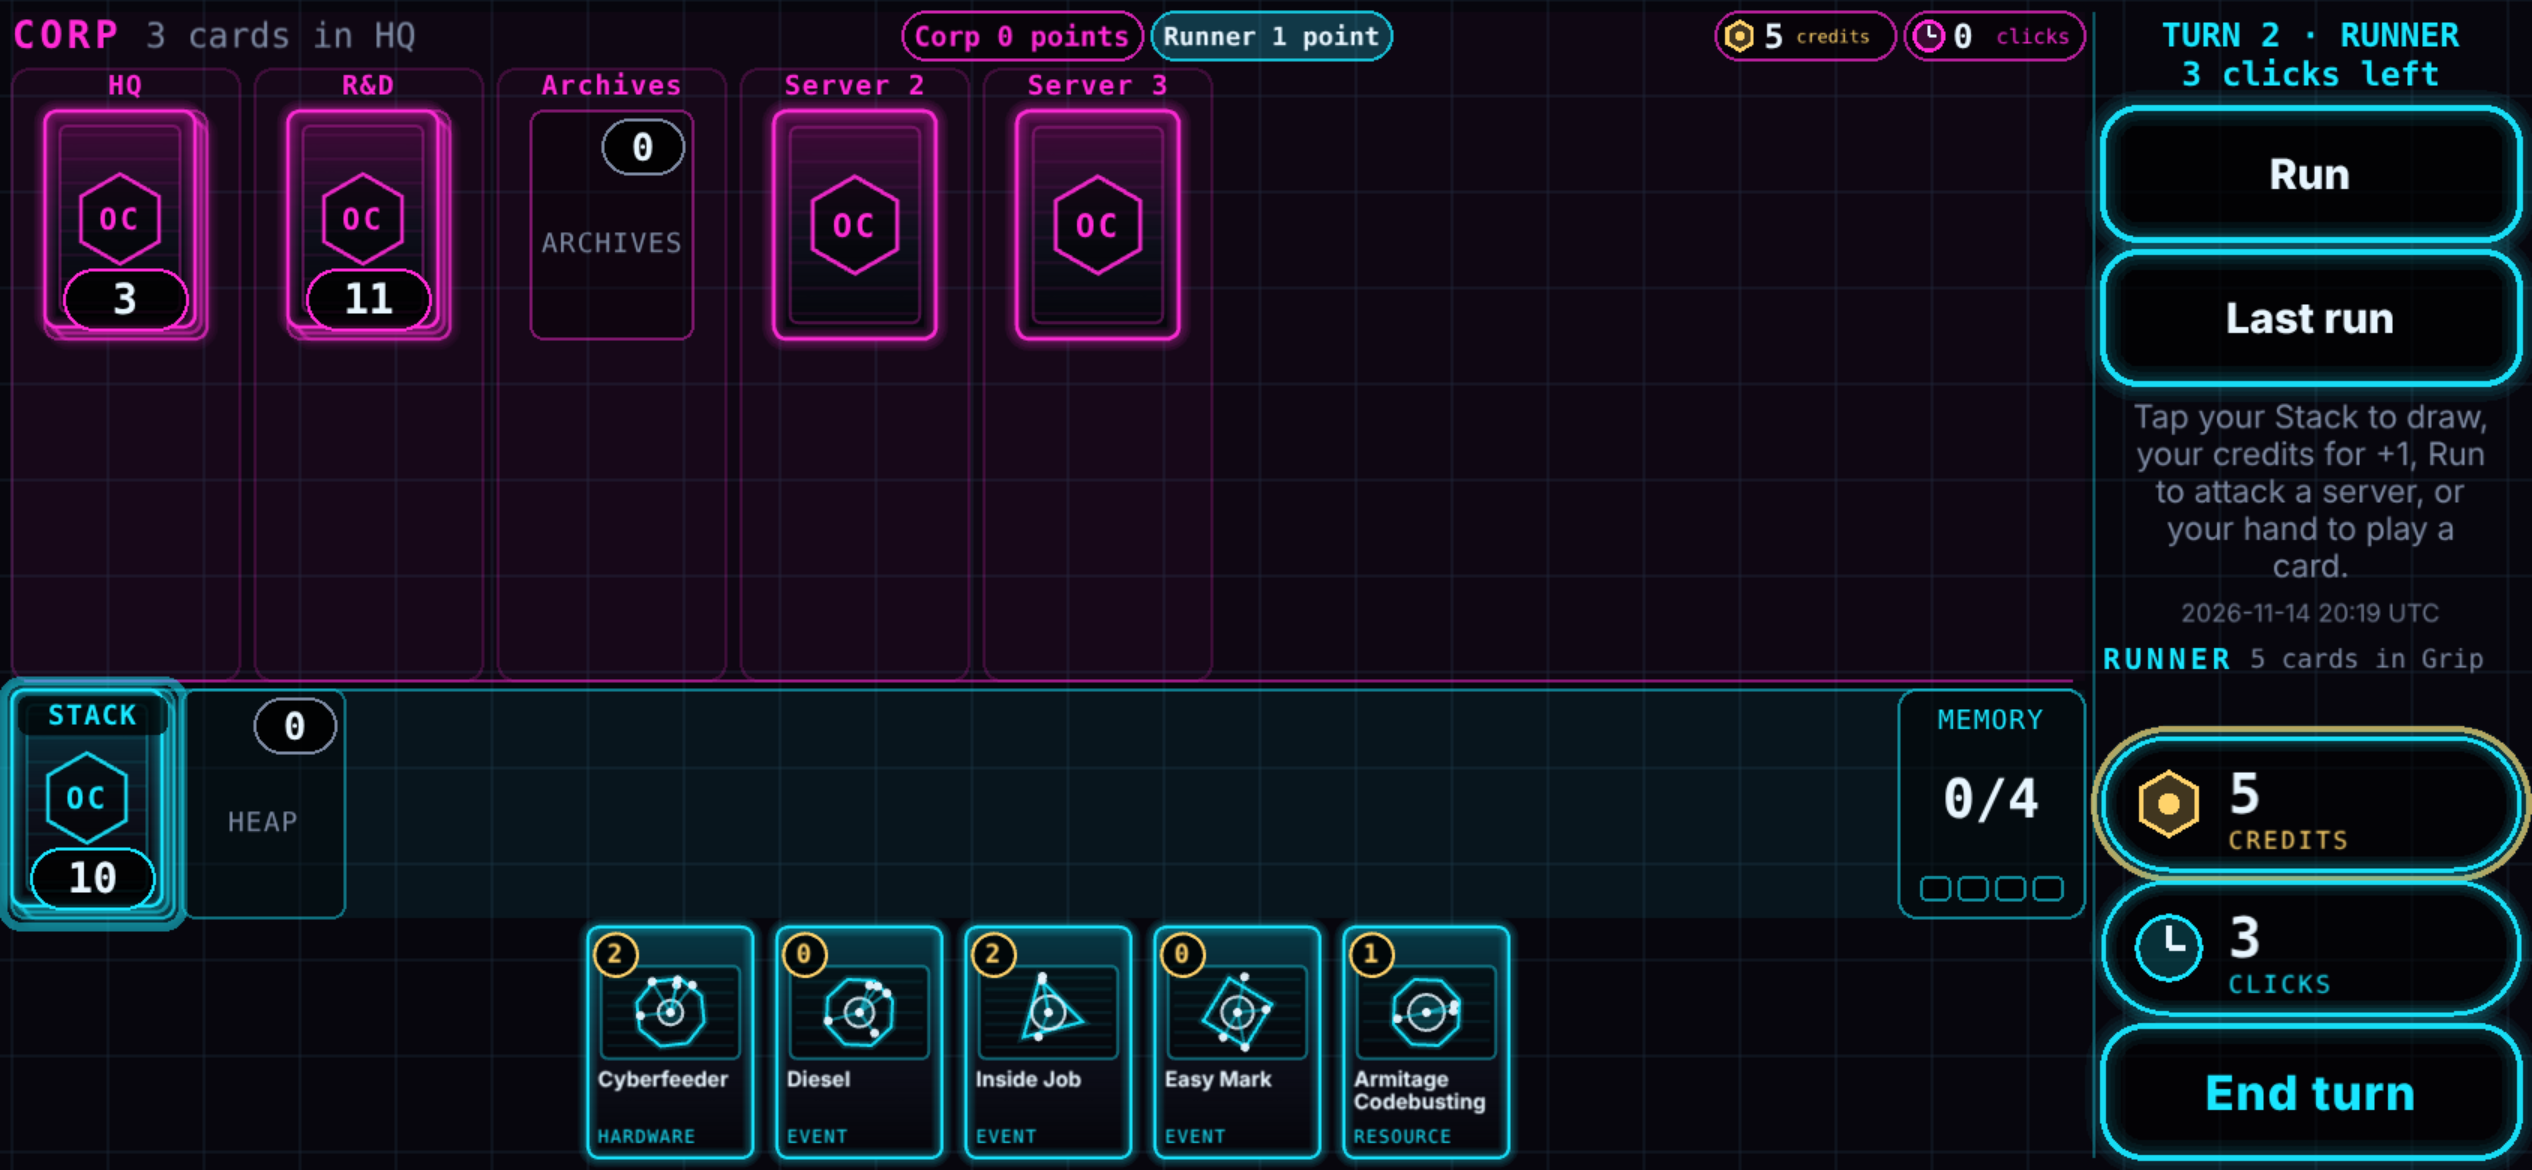 CORP 3 cards in HQ
Corp 0 points
Runner 1 point
5 credits
0 clicks
HQ
R&D
Archives
Server 2
Server 3
OC
3
OC
11
0
ARCHIVES
OC
OC
TURN 2 · RUNNER
3 clicks left
Run
Last run
Tap your Stack to draw,
your credits for +1, Run
to attack a server, or
your hand to play a
card.
2026-11-14 20:19 UTC
RUNNER 5 cards in Grip
STACK
OC
10
0
HEAP
MEMORY
0/4
5
CREDITS
3
CLICKS
End turn
2
Cyberfeeder
HARDWARE
0
Diesel
EVENT
2
Inside Job
EVENT
0
Easy Mark
EVENT
1
Armitage
Codebusting
RESOURCE